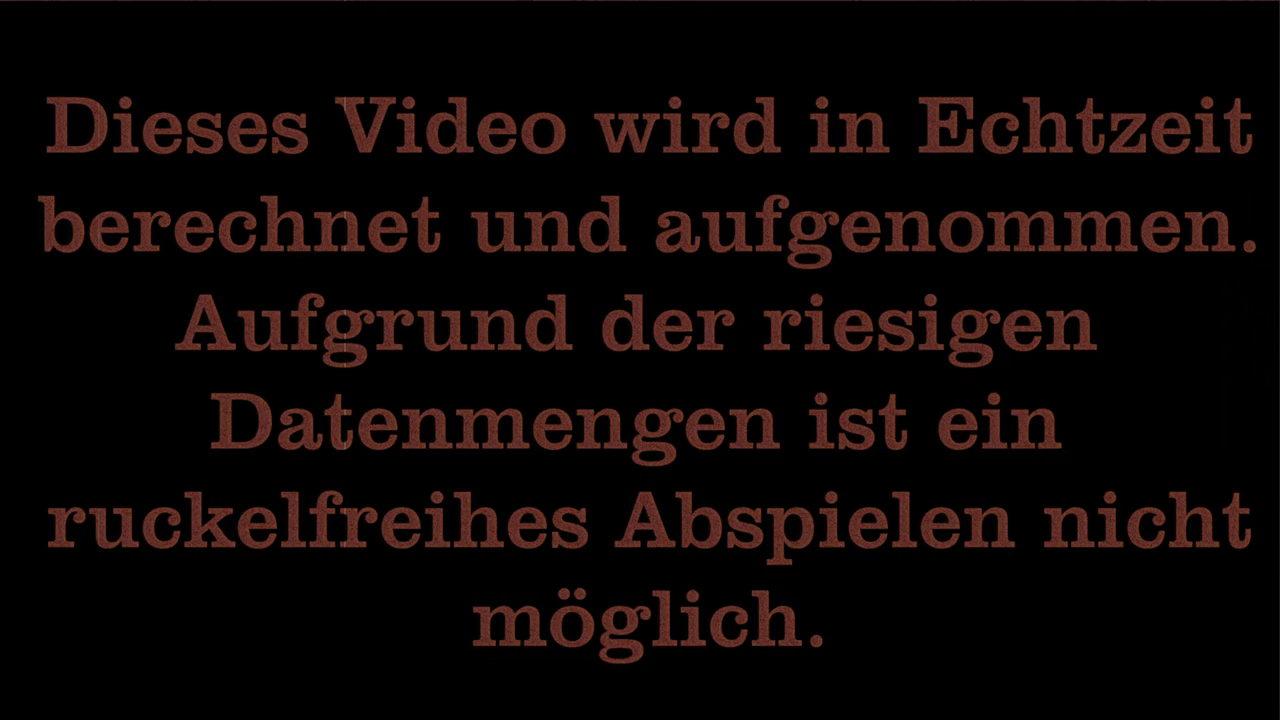 Dieses Video wird in Echtzeit
berechnet und aufgenommen.
Aufgrund der riesigen
Datenmengen ist ein
ruckelfreihes Abspielen nicht
möglich.